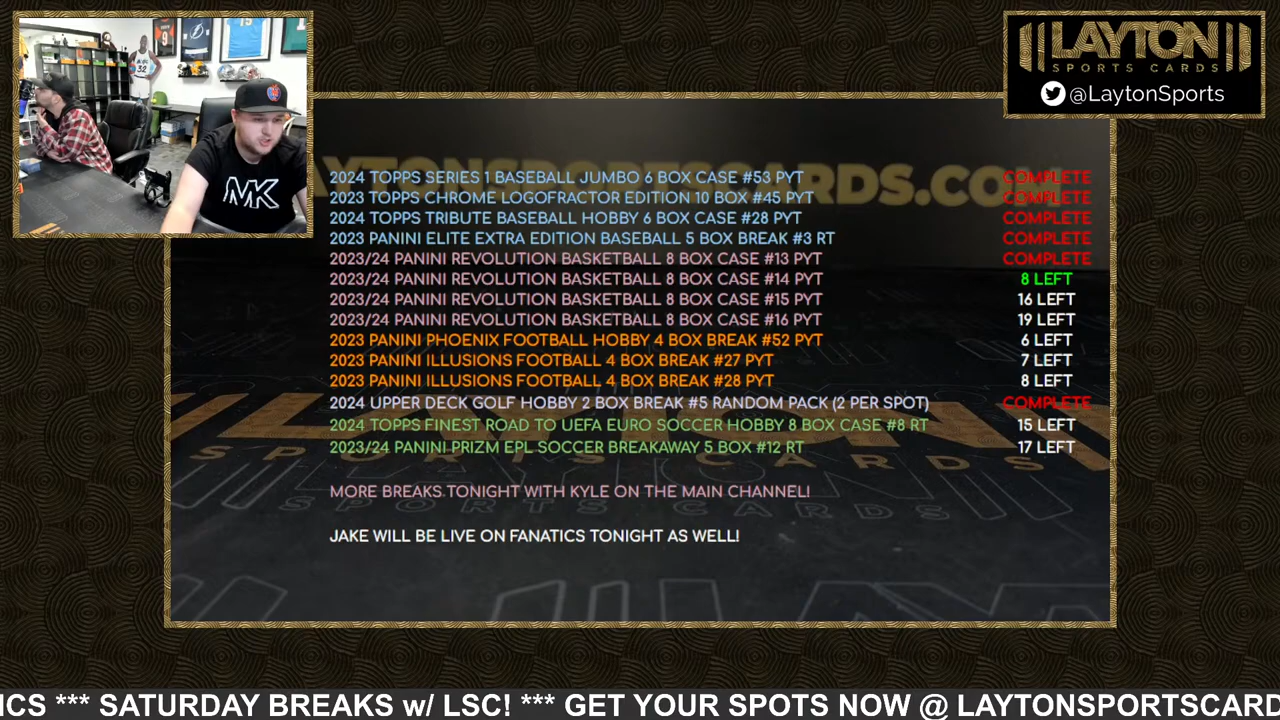 LAYTON
SPORTS CARDS
@LaytonSports
MK
32
2024 TOPPS SERIES 1 BASEBALL JUMBO 6 BOX CASE #53 PYT COMPLETE
2023 TOPPS CHROME LOGOFRACTOR EDITION 10 BOX #45 PYT COMPLETE
2024 TOPPS TRIBUTE BASEBALL HOBBY 6 BOX CASE #28 PYT COMPLETE
2023 PANINI ELITE EXTRA EDITION BASEBALL 5 BOX BREAK #3 RT COMPLETE
2023/24 PANINI REVOLUTION BASKETBALL 8 BOX CASE #13 PYT COMPLETE
2023/24 PANINI REVOLUTION BASKETBALL 8 BOX CASE #14 PYT 8 LEFT
2023/24 PANINI REVOLUTION BASKETBALL 8 BOX CASE #15 PYT 16 LEFT
2023/24 PANINI REVOLUTION BASKETBALL 8 BOX CASE #16 PYT 19 LEFT
2023 PANINI PHOENIX FOOTBALL HOBBY 4 BOX BREAK #52 PYT 6 LEFT
2023 PANINI ILLUSIONS FOOTBALL 4 BOX BREAK #27 PYT 7 LEFT
2023 PANINI ILLUSIONS FOOTBALL 4 BOX BREAK #28 PYT 8 LEFT
2024 UPPER DECK GOLF HOBBY 2 BOX BREAK #5 RANDOM PACK (2 PER SPOT) COMPLETE
2024 TOPPS FINEST ROAD TO UEFA EURO SOCCER HOBBY 8 BOX CASE #8 RT 15 LEFT
2023/24 PANINI PRIZM EPL SOCCER BREAKAWAY 5 BOX #12 RT 17 LEFT
MORE BREAKS TONIGHT WITH KYLE ON THE MAIN CHANNEL!
JAKE WILL BE LIVE ON FANATICS TONIGHT AS WELL!
ICS *** SATURDAY BREAKS w/ LSC! *** GET YOUR SPOTS NOW @ LAYTONSPORTSCARD